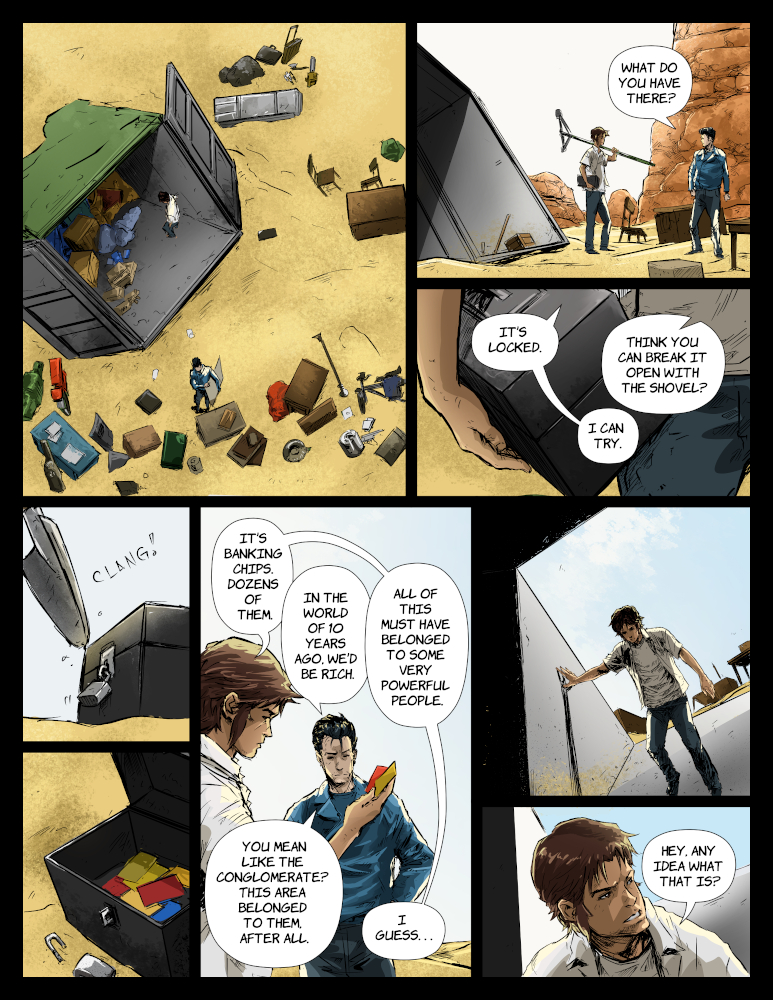 WHAT DO
YOU HAVE
THERE?
IT'S
LOCKED.
THINK YOU
CAN BREAK IT
OPEN WITH
THE SHOVEL?
I CAN
TRY.
CLANG!
IT'S
BANKING
CHIPS.
DOZENS
OF
THEM.
IN THE
WORLD
OF 10
YEARS
AGO, WE'D
BE RICH.
ALL OF
THIS
MUST HAVE
BELONGED
TO SOME
VERY
POWERFUL
PEOPLE.
YOU MEAN
LIKE THE
CONGLOMERATE?
THIS AREA
BELONGED
TO THEM,
AFTER ALL.
I
GUESS...
HEY, ANY
IDEA WHAT
THAT IS?